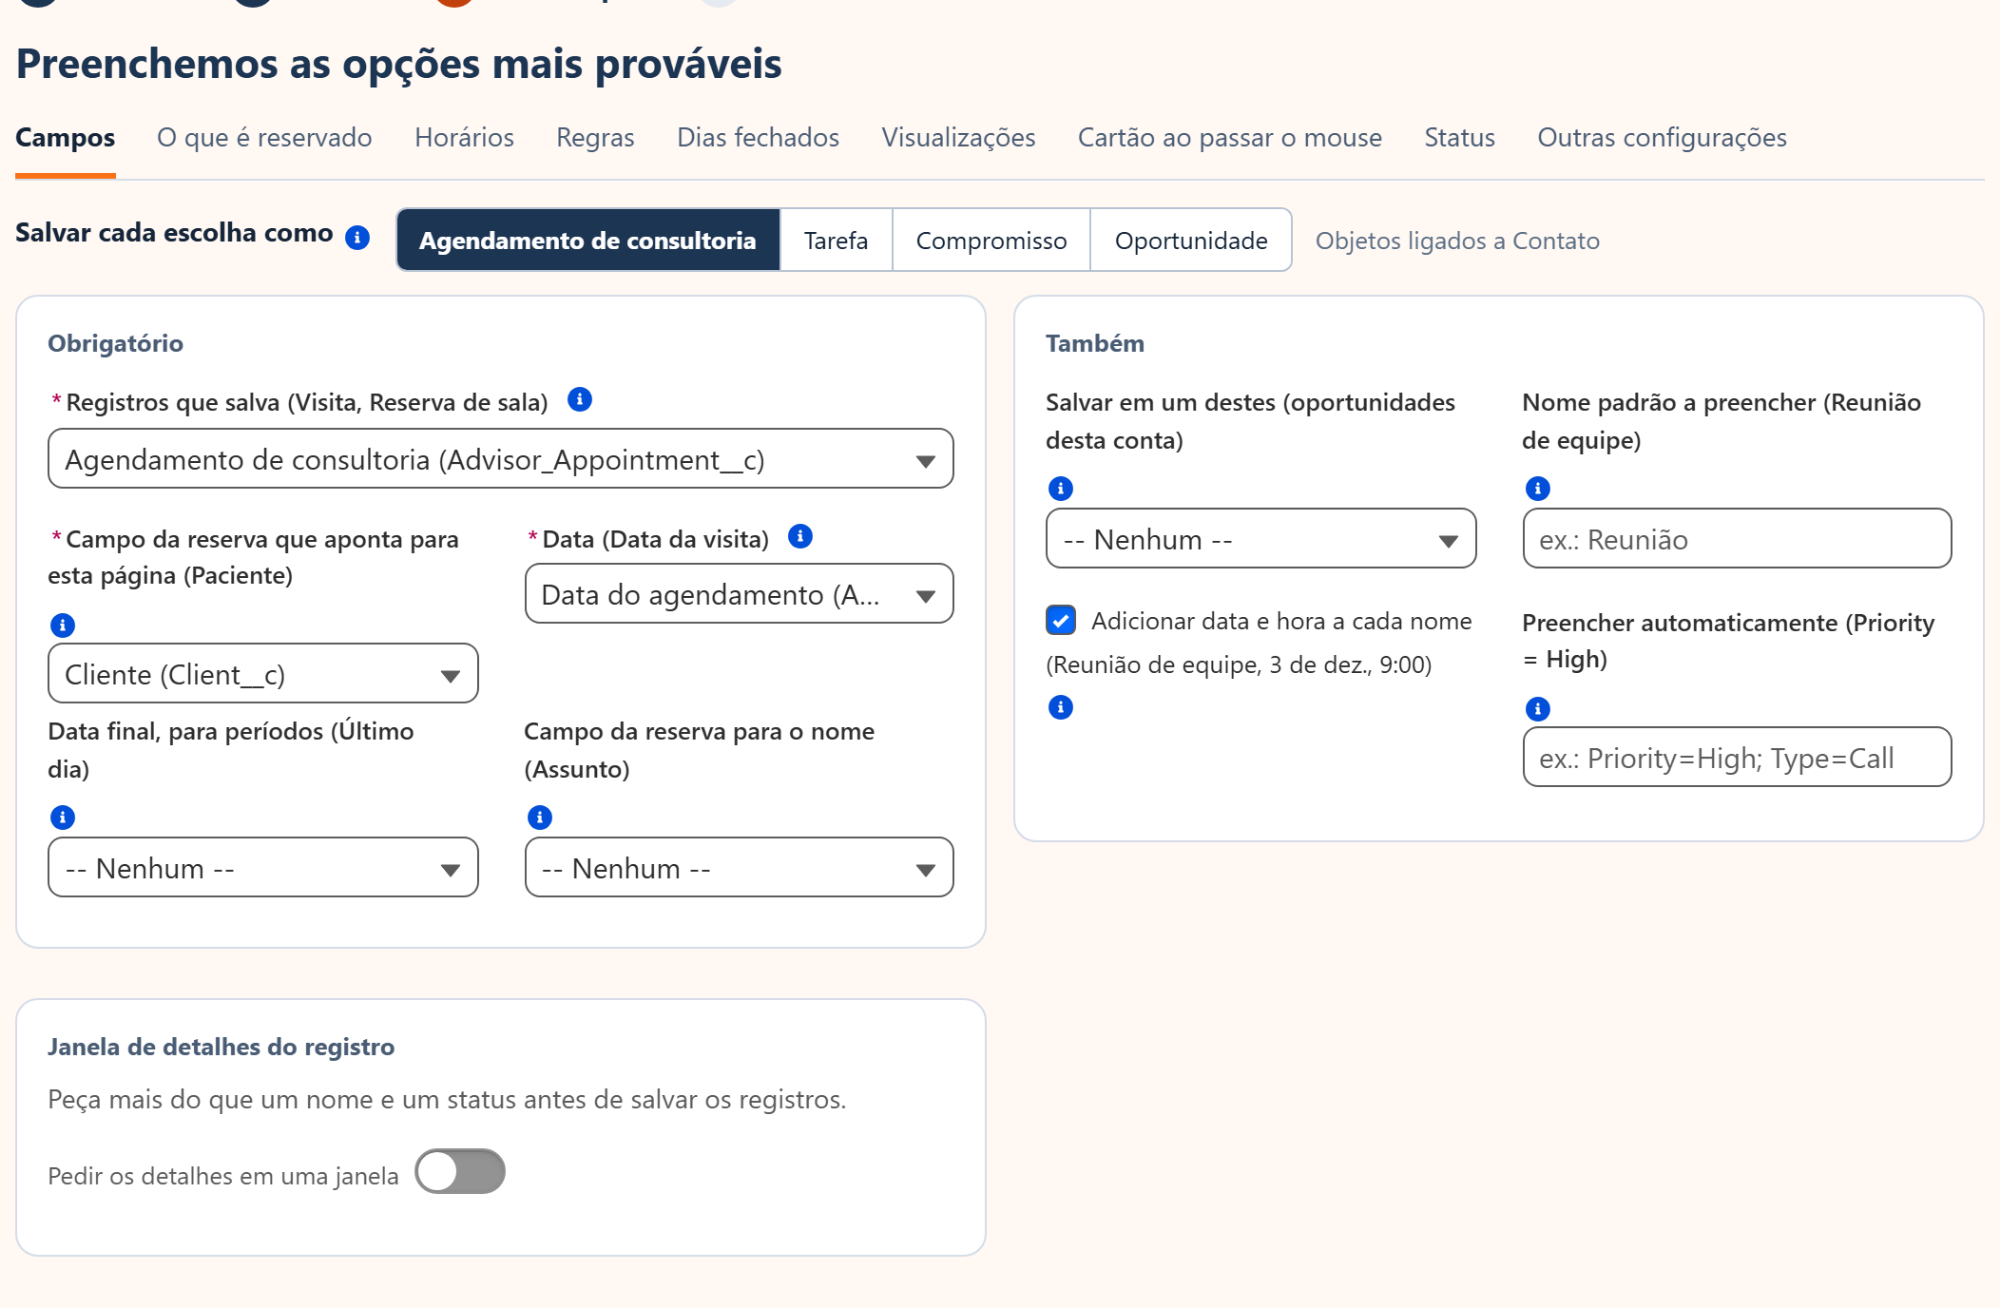 Preenchemos as opções mais prováveis
Campos O que é reservado Horários Regras Dias fechados Visualizações Cartão ao passar o mouse Status Outras configurações
Salvar cada escolha como Agendamento de consultoria Tarefa Compromisso Oportunidade Objetos ligados a Contato
Obrigatório
* Registros que salva (Visita, Reserva de sala)
Agendamento de consultoria (Advisor_Appointment__c)
* Campo da reserva que aponta para
esta página (Paciente)
Cliente (Client__c)
* Data (Data da visita)
Data do agendamento (A...
Data final, para períodos (Último
dia)
-- Nenhum --
Campo da reserva para o nome
(Assunto)
-- Nenhum --
Também
Salvar em um destes (oportunidades
desta conta)
-- Nenhum --
Nome padrão a preencher (Reunião
de equipe)
ex.: Reunião
Adicionar data e hora a cada nome
(Reunião de equipe, 3 de dez., 9:00)
Preencher automaticamente (Priority
= High)
ex.: Priority=High; Type=Call
Janela de detalhes do registro
Peça mais do que um nome e um status antes de salvar os registros.
Pedir os detalhes em uma janela